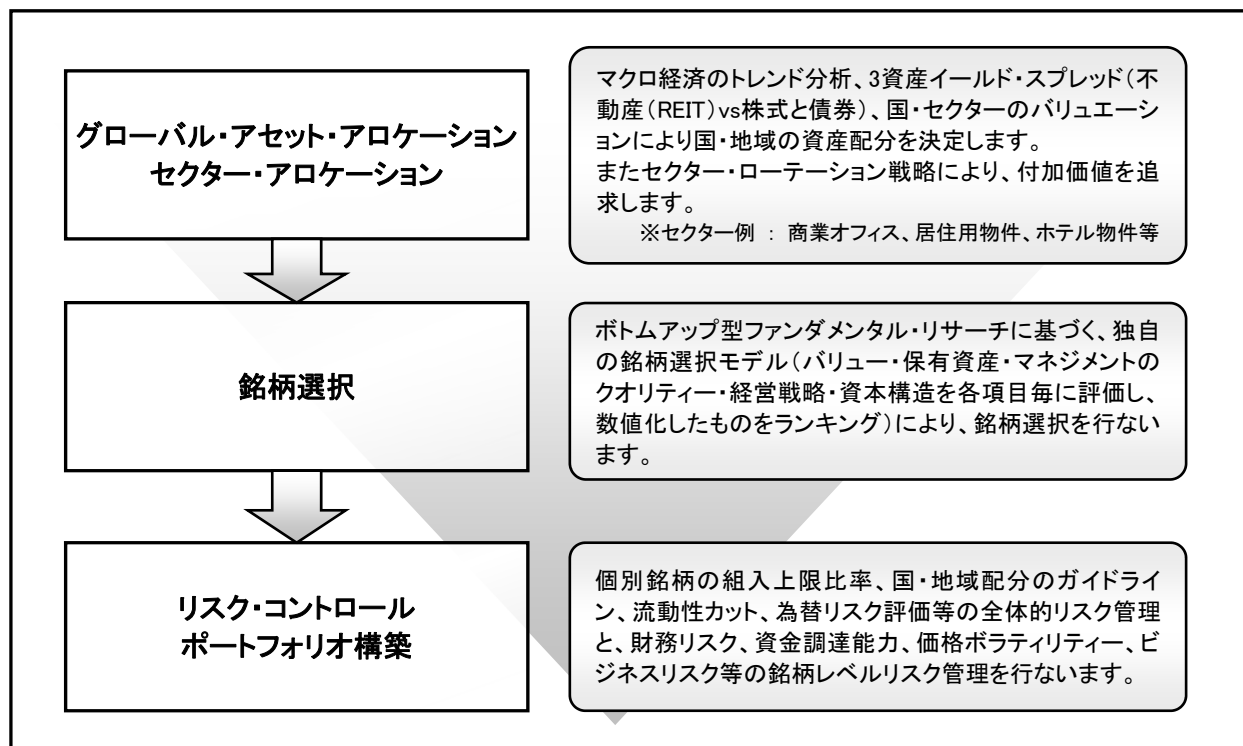 グローバル・アセット・アロケーション
セクター・アロケーション
マクロ経済のトレンド分析、3資産イールド・スプレッド(不
動産(REIT)vs株式と債券)、国・セクターのバリュエーシ
ョンにより国・地域の資産配分を決定します。
またセクター・ローテーション戦略により、付加価値を追
求します。
※セクター例 : 商業オフィス、居住用物件、ホテル物件等
銘柄選択
ボトムアップ型ファンダメンタル・リサーチに基づく、独自
の銘柄選択モデル(バリュー・保有資産・マネジメントの
クオリティー・経営戦略・資本構造を各項目毎に評価し、
数値化したものをランキング)により、銘柄選択を行ない
ます。
リスク・コントロール
ポートフォリオ構築
個別銘柄の組入上限比率、国・地域配分のガイドライ
ン、流動性カット、為替リスク評価等の全体的リスク管理
と、財務リスク、資金調達能力、価格ボラティリティー、ビ
ジネスリスク等の銘柄レベルリスク管理を行ないます。